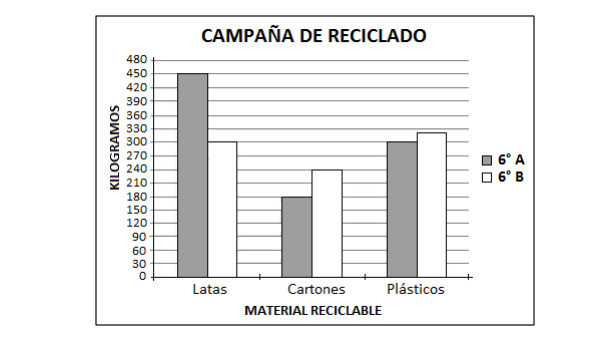 CAMPAÑA DE RECICLADO
KILOGRAMOS
480
450
420
390
360
330
300
270
240
210
180
150
120
90
60
30
0
Latas
Cartones
Plásticos
MATERIAL RECICLABLE
6° A
6° B